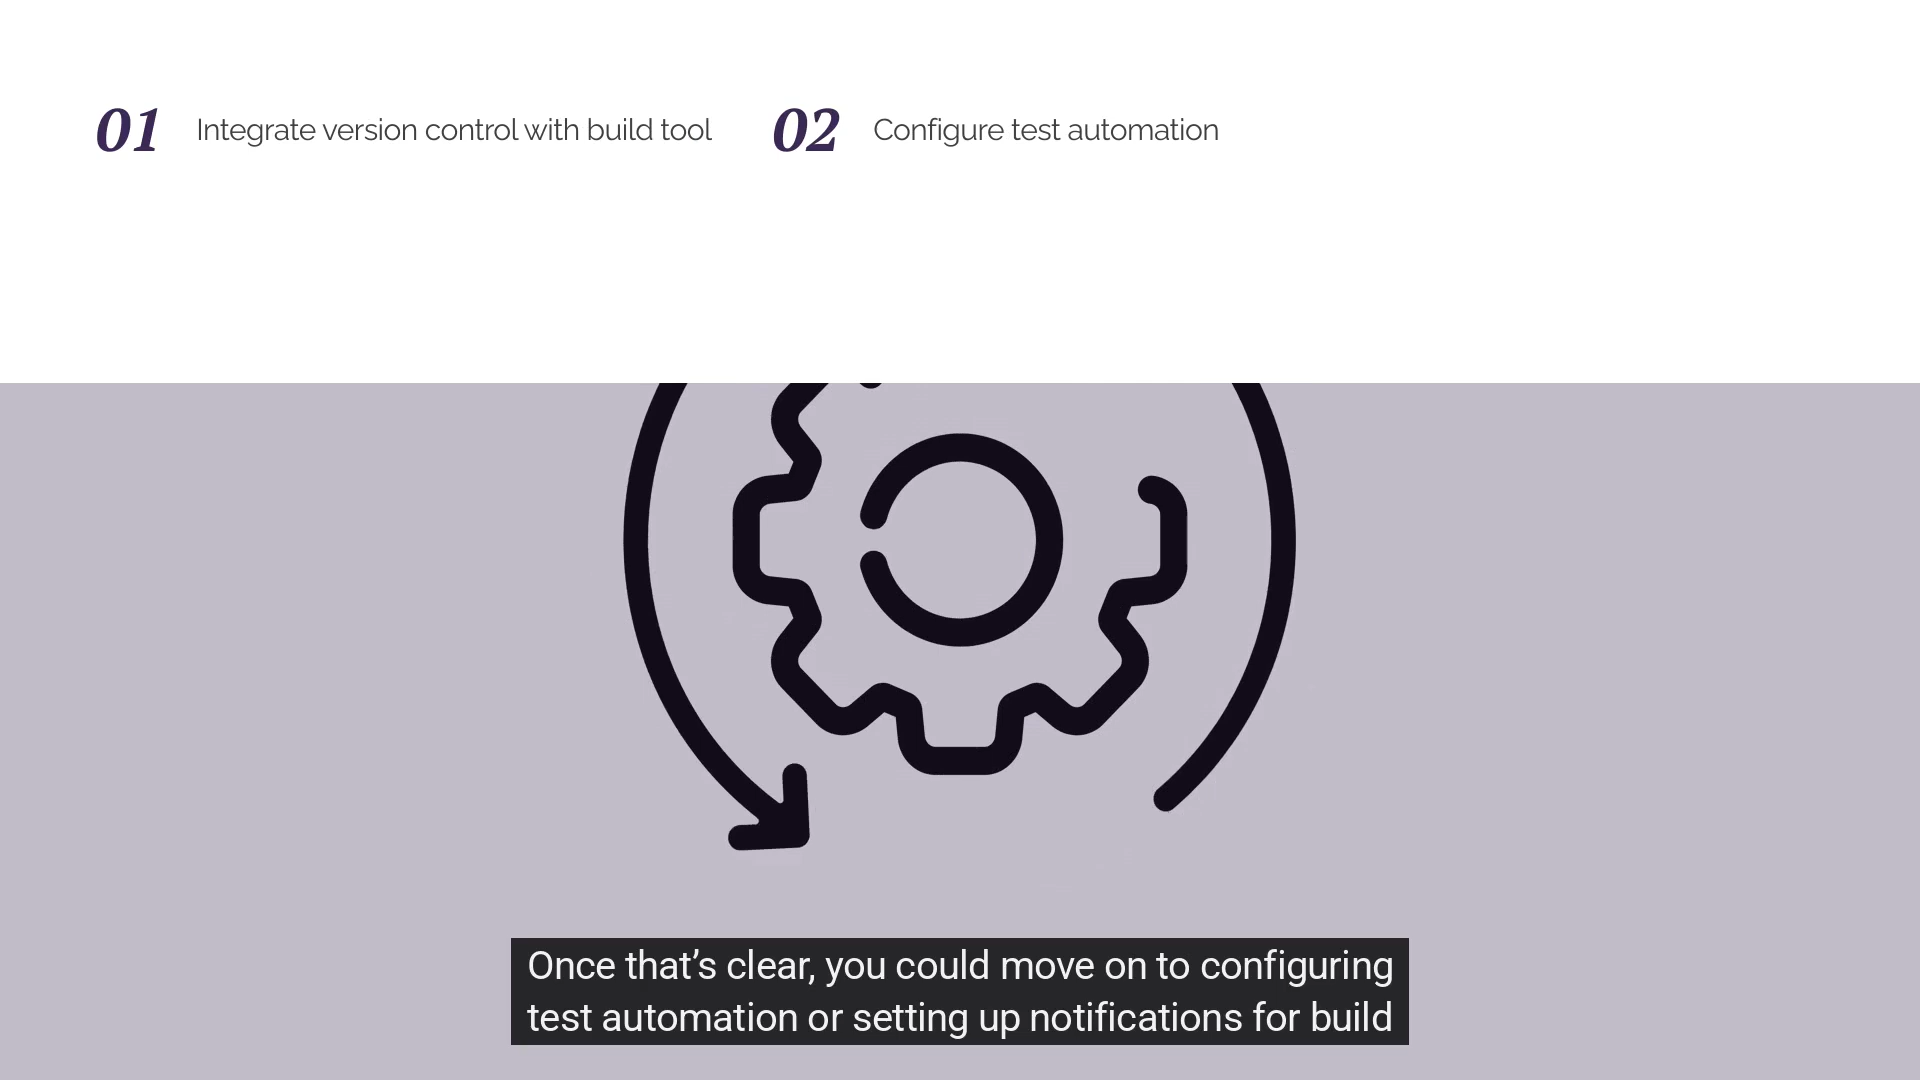 01 Integrate version control with build tool 02 Configure test automation
Once that’s clear, you could move on to configuring
test automation or setting up notifications for build